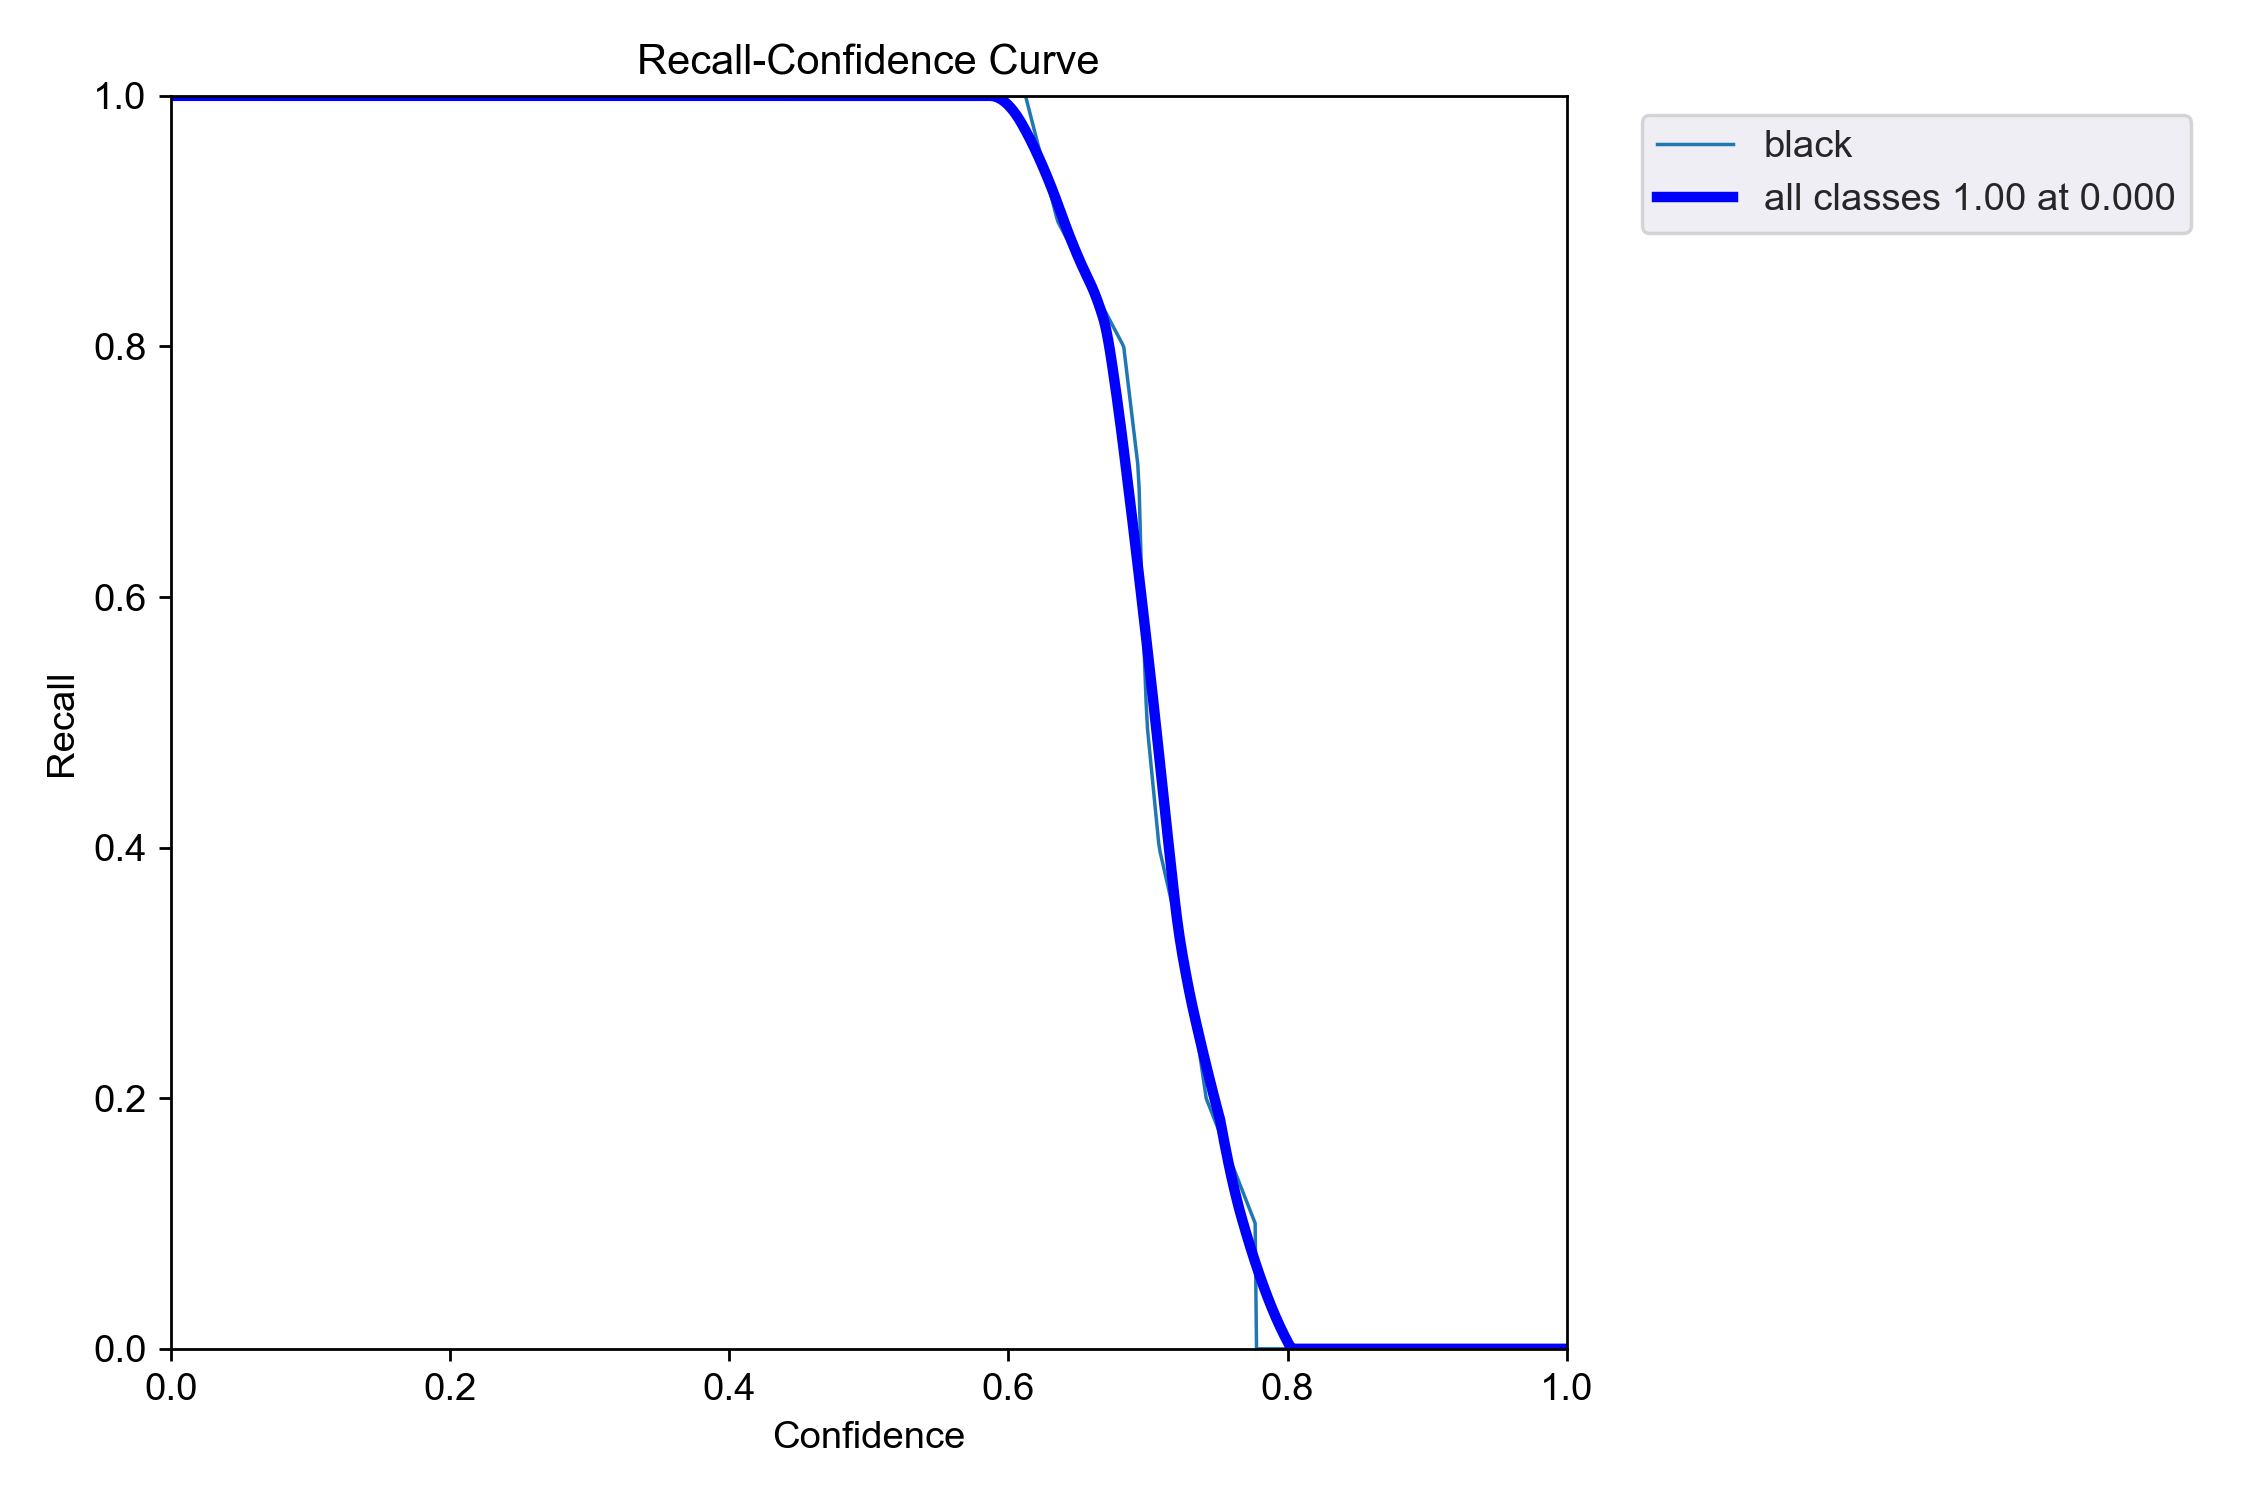 Recall-Confidence Curve
1.0
0.8
0.6
0.4
0.2
0.0
Recall
0.0 0.2 0.4 0.6 0.8 1.0
Confidence
black
all classes 1.00 at 0.000